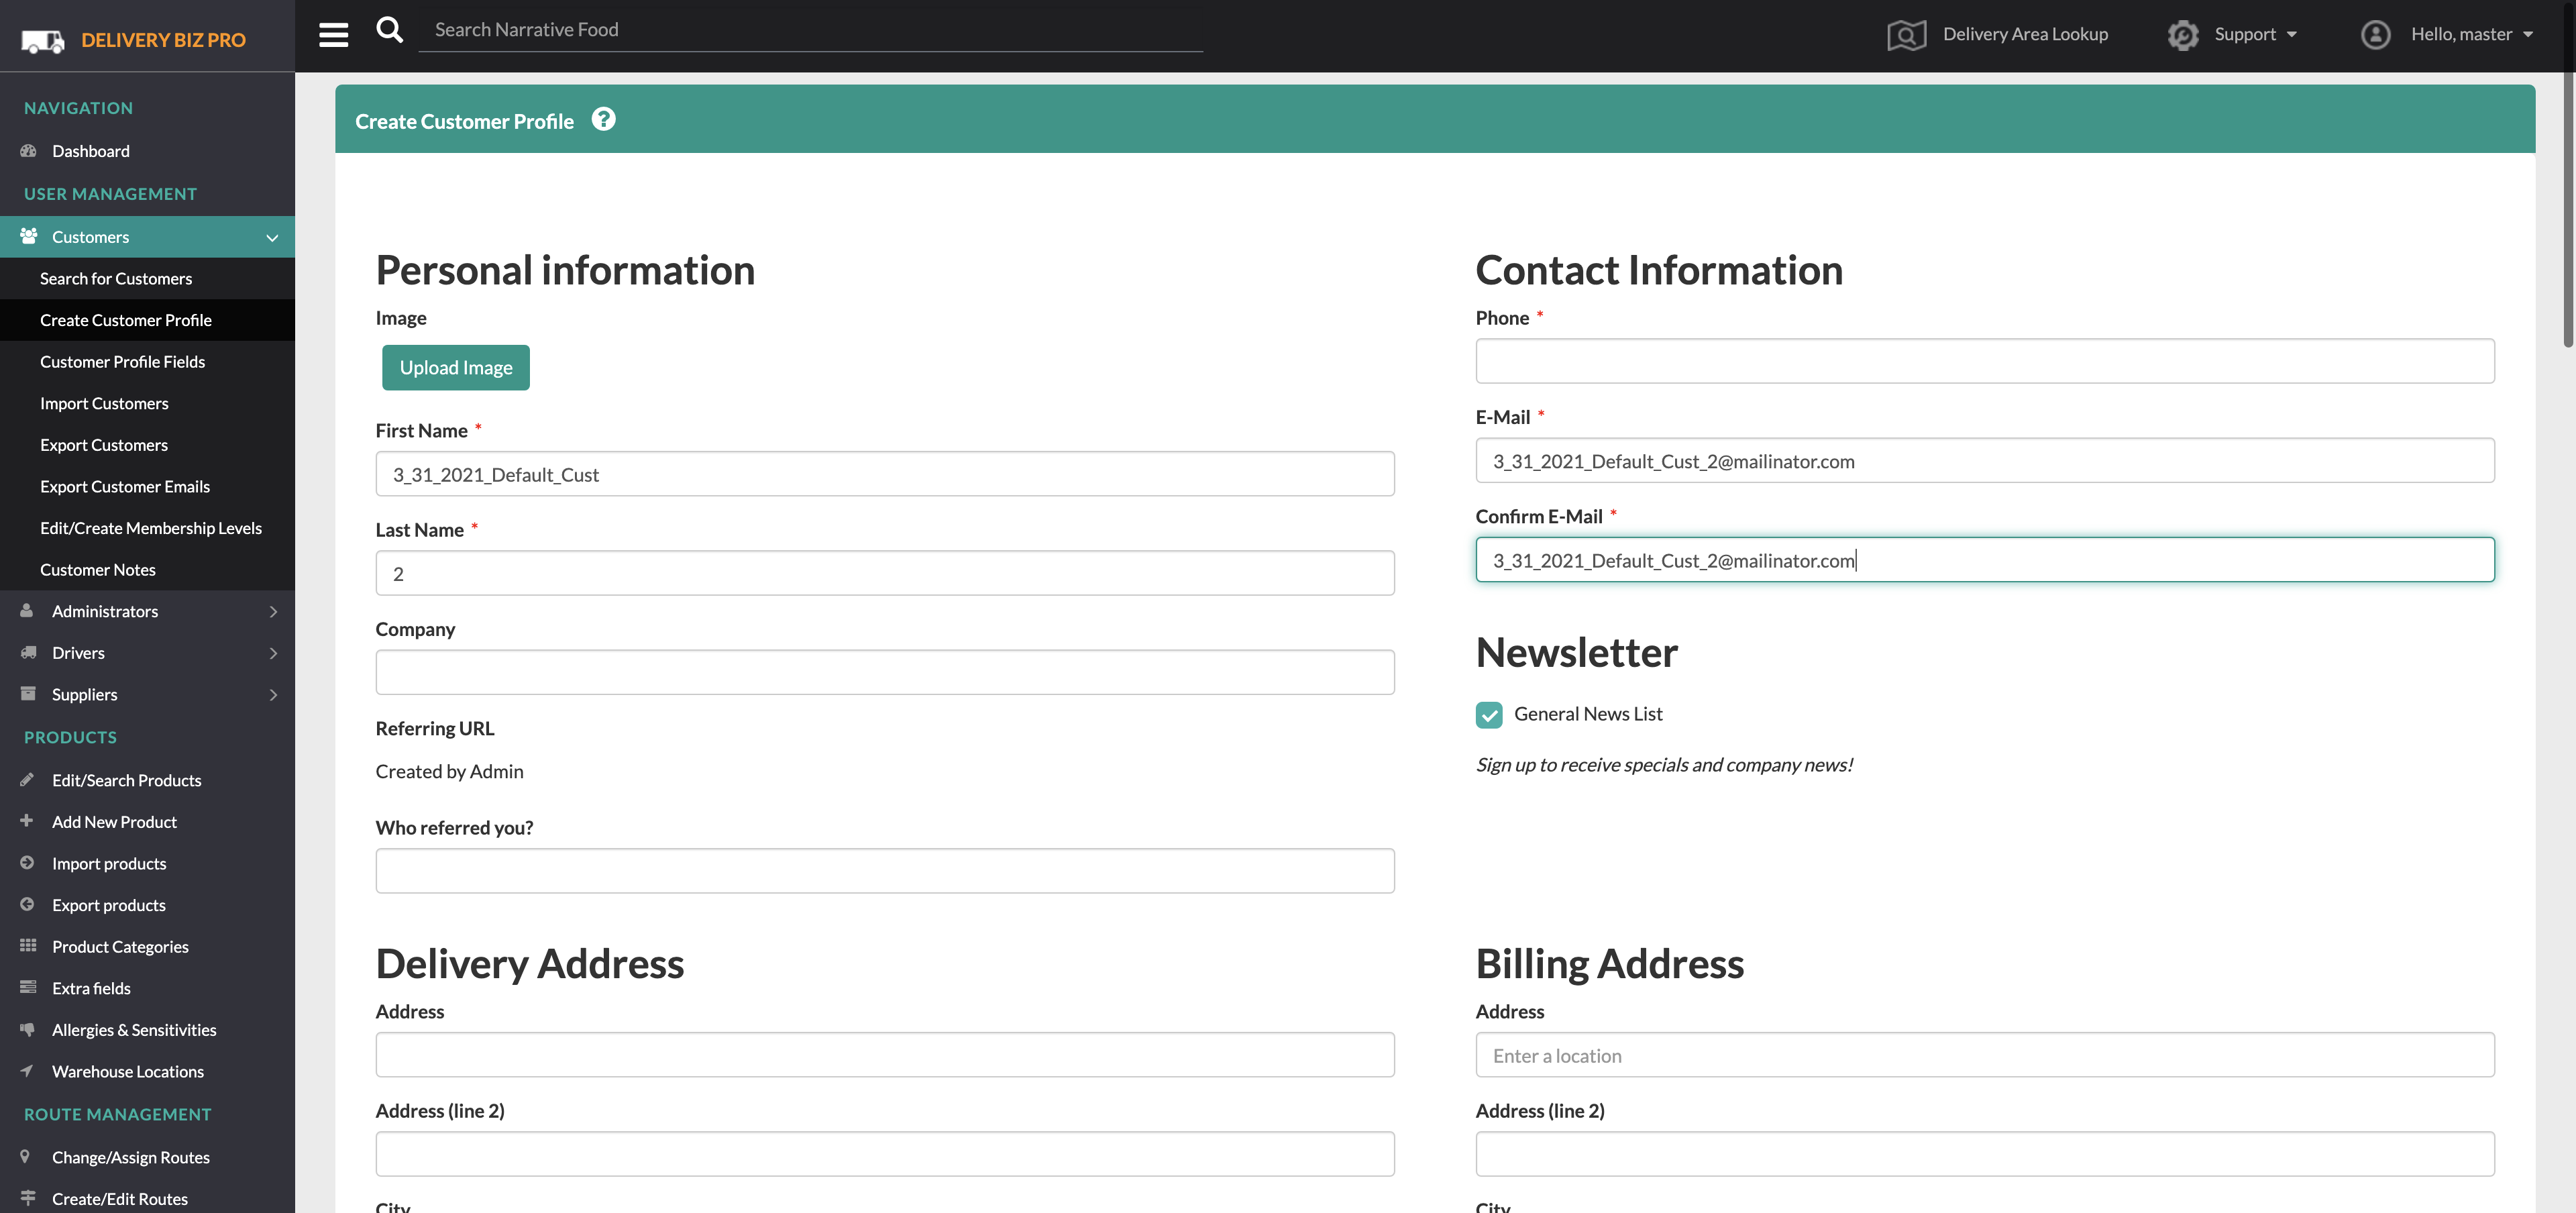 DELIVERY BIZ PRO
Search Narrative Food
Delivery Area Lookup
Support
Hello, master
NAVIGATION
Dashboard
USER MANAGEMENT
Customers
Search for Customers
Create Customer Profile
Customer Profile Fields
Import Customers
Export Customers
Export Customer Emails
Edit/Create Membership Levels
Customer Notes
Administrators
Drivers
Suppliers
PRODUCTS
Edit/Search Products
Add New Product
Import products
Export products
Product Categories
Extra fields
Allergies & Sensitivities
Warehouse Locations
ROUTE MANAGEMENT
Change/Assign Routes
Create/Edit Routes
Create Customer Profile ?
Personal information
Image
Upload Image
First Name *
3_31_2021_Default_Cust
Last Name *
2
Company
Referring URL
Created by Admin
Who referred you?
Contact Information
Phone *
E-Mail *
3_31_2021_Default_Cust_2@mailinator.com
Confirm E-Mail *
3_31_2021_Default_Cust_2@mailinator.com
Newsletter
General News List
Sign up to receive specials and company news!
Delivery Address
Address
Address (line 2)
City
Billing Address
Address
Enter a location
Address (line 2)
City